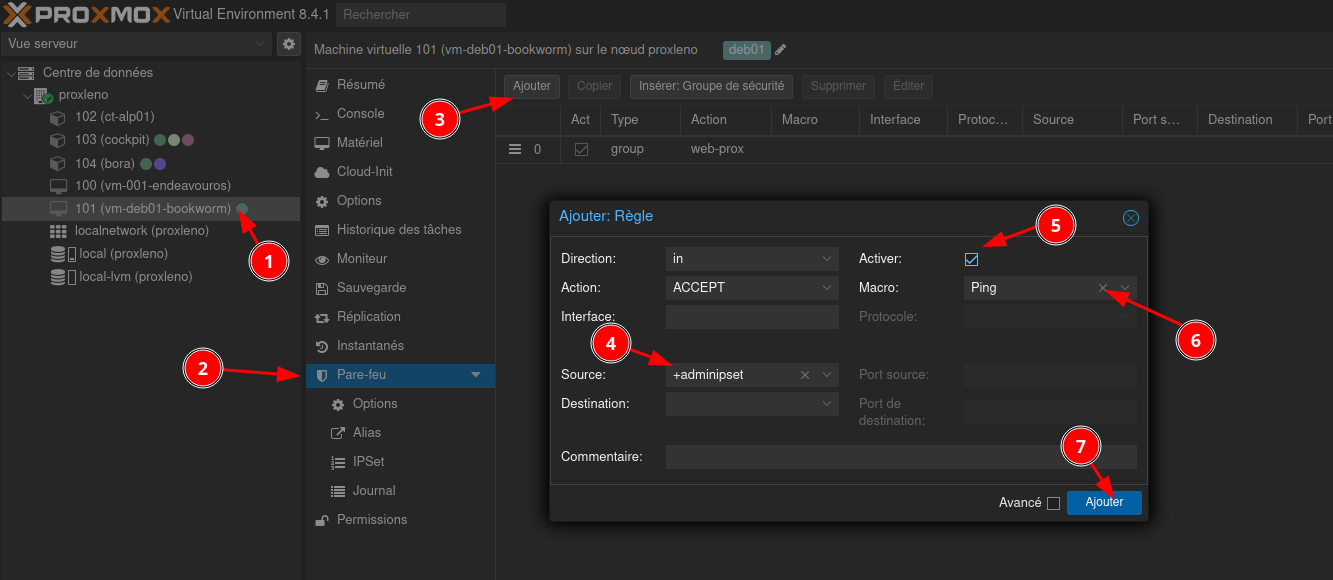 PROXMOX Virtual Environment 8.4.1 Rechercher
Vue serveur
Centre de données
proxleno
102 (ct-alp01)
103 (cockpit)
104 (bora)
100 (vm-001-endeavouros)
101 (vm-deb01-bookworm)
localnetwork (proxleno)
local (proxleno)
local-lvm (proxleno)
1
2
Machine virtuelle 101 (vm-deb01-bookworm) sur le nœud proxleno deb01
Résumé
Console
Matériel
Cloud-Init
Options
Historique des tâches
Moniteur
Sauvegarde
Réplication
Instantanés
Pare-feu
Options
Alias
IPSet
Journal
Permissions
3
Ajouter Copier Insérer: Groupe de sécurité Supprimer Éditer
Act Type Action Macro Interface Protoc... Source Port s... Destination Port
0 group web-prox
Ajouter: Règle
5
Direction: in Activer:
Action: ACCEPT Macro: Ping
Interface: Protocole:
4
6
Source: +adminipset Port source:
Destination: Port de destination:
7
Commentaire:
Avancé Ajouter